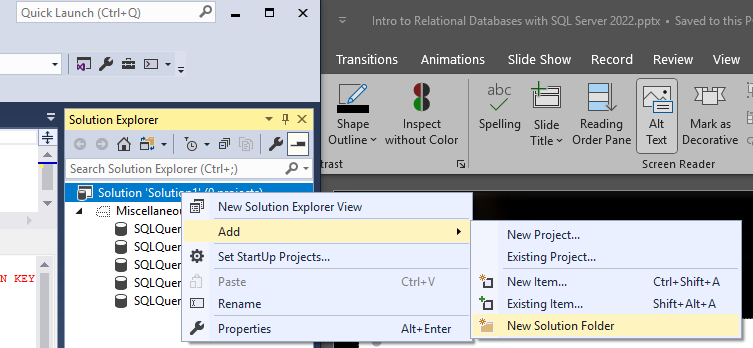 Quick Launch (Ctrl+Q)
Intro to Relational Databases with SQL Server 2022.pptx • Saved to this P
Transitions Animations Slide Show Record Review View
Shape Outline
Inspect without Color
Spelling
Slide Title
Reading Order Pane
Alt Text
Mark as Decorative
trast
Screen Reader
Solution Explorer
Search Solution Explorer (Ctrl+;)
Solution 'Solution1' (0 projects)
Miscellaneou
SQLQue
SQLQuer
SQLQuer
SQLQuer
SQLQuer
N KEY
New Solution Explorer View
Add
Set StartUp Projects...
Paste Ctrl+V
Rename
Properties Alt+Enter
New Project...
Existing Project...
New Item... Ctrl+Shift+A
Existing Item... Shift+Alt+A
New Solution Folder